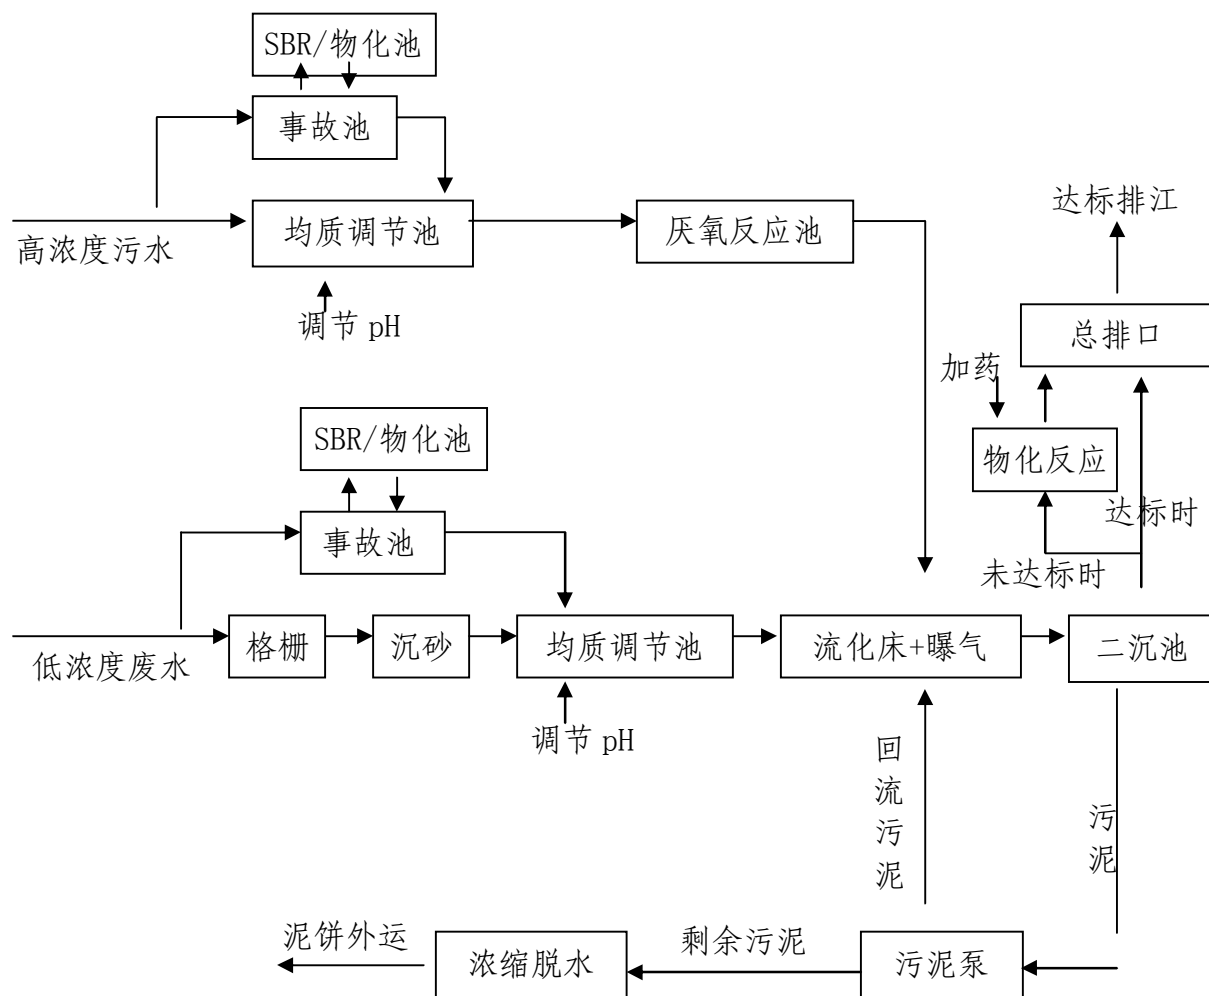 SBR/物化池
事故池
均质调节池
厌氧反应池
达标排江
高浓度污水
调节 pH
总排口
加药
SBR/物化池
物化反应
事故池
达标时
未达标时
格栅
沉砂
均质调节池
流化床+曝气
二沉池
低浓度废水
调节 pH
回流污泥
污泥
泥饼外运
浓缩脱水
剩余污泥
污泥泵